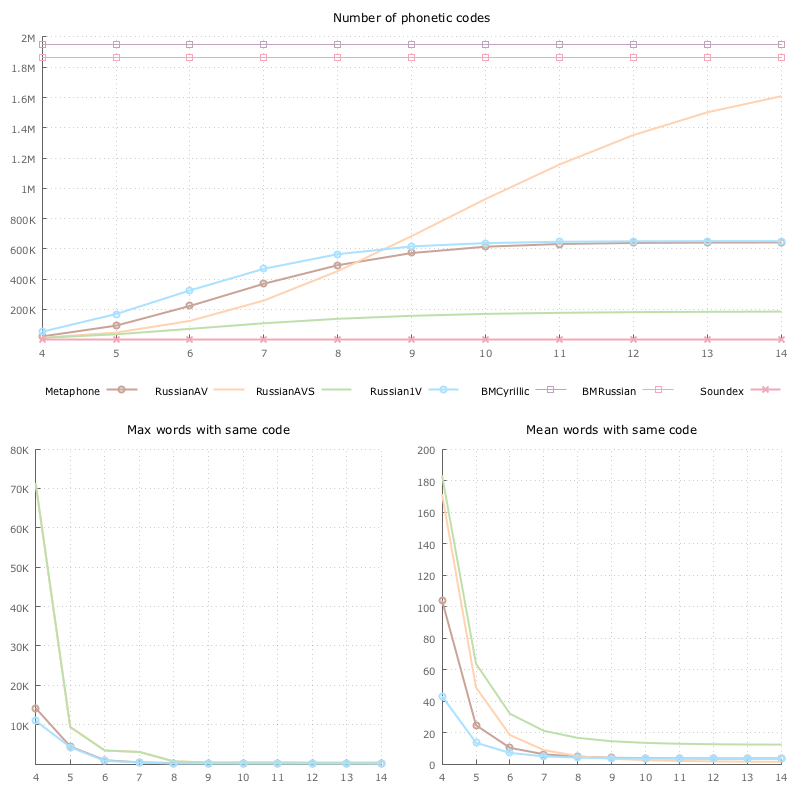 Number of phonetic codes
2M
1.8M
1.6M
1.4M
1.2M
1M
800K
600K
400K
200K
4 5 6 7 8 9 10 11 12 13 14
Metaphone RussianAV RussianAVS Russian1V BMCyrillic BMRussian Soundex
Max words with same code
80K
70K
60K
50K
40K
30K
20K
10K
4 5 6 7 8 9 10 11 12 13 14
Mean words with same code
200
180
160
140
120
100
80
60
40
20
0
4 5 6 7 8 9 10 11 12 13 14